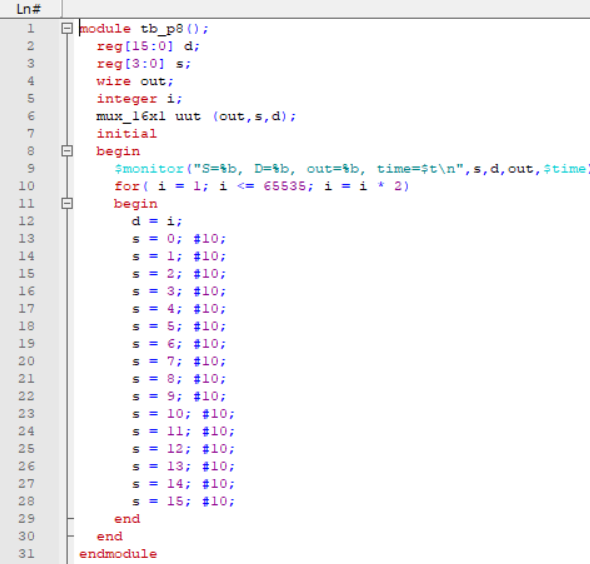 Ln#
1 module tb_p8();
2 reg[15:0] d;
3 reg[3:0] s;
4 wire out;
5 integer i;
6 mux_16x1 uut (out,s,d);
7 initial
8 begin
9 $monitor("S=%b, D=%b, out=%b, time=$t\n",s,d,out,$time)
10 for( i = 1; i <= 65535; i = i * 2)
11 begin
12 d = i;
13 s = 0; #10;
14 s = 1; #10;
15 s = 2; #10;
16 s = 3; #10;
17 s = 4; #10;
18 s = 5; #10;
19 s = 6; #10;
20 s = 7; #10;
21 s = 8; #10;
22 s = 9; #10;
23 s = 10; #10;
24 s = 11; #10;
25 s = 12; #10;
26 s = 13; #10;
27 s = 14; #10;
28 s = 15; #10;
29 end
30 end
31 endmodule